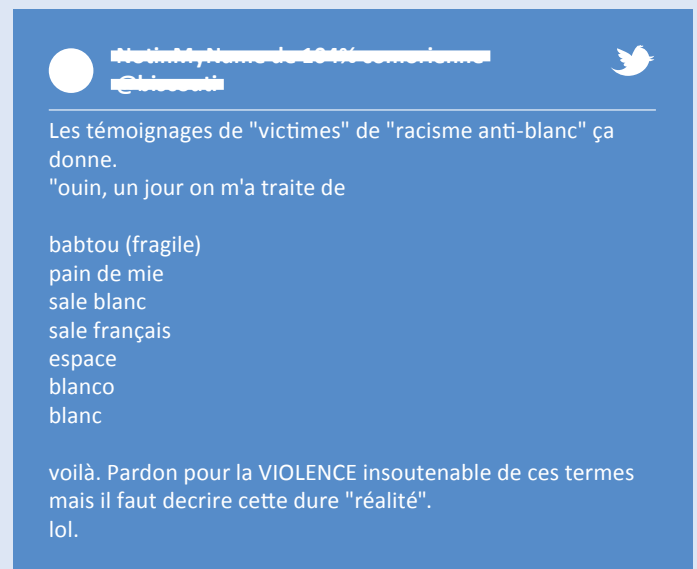 Les témoignages de "victimes" de "racisme anti-blanc" ça
donne.
"ouin, un jour on m'a traite de
babtou (fragile)
pain de mie
sale blanc
sale français
espace
blanco
blanc
voilà. Pardon pour la VIOLENCE insoutenable de ces termes
mais il faut decrire cette dure "réalité".
lol.